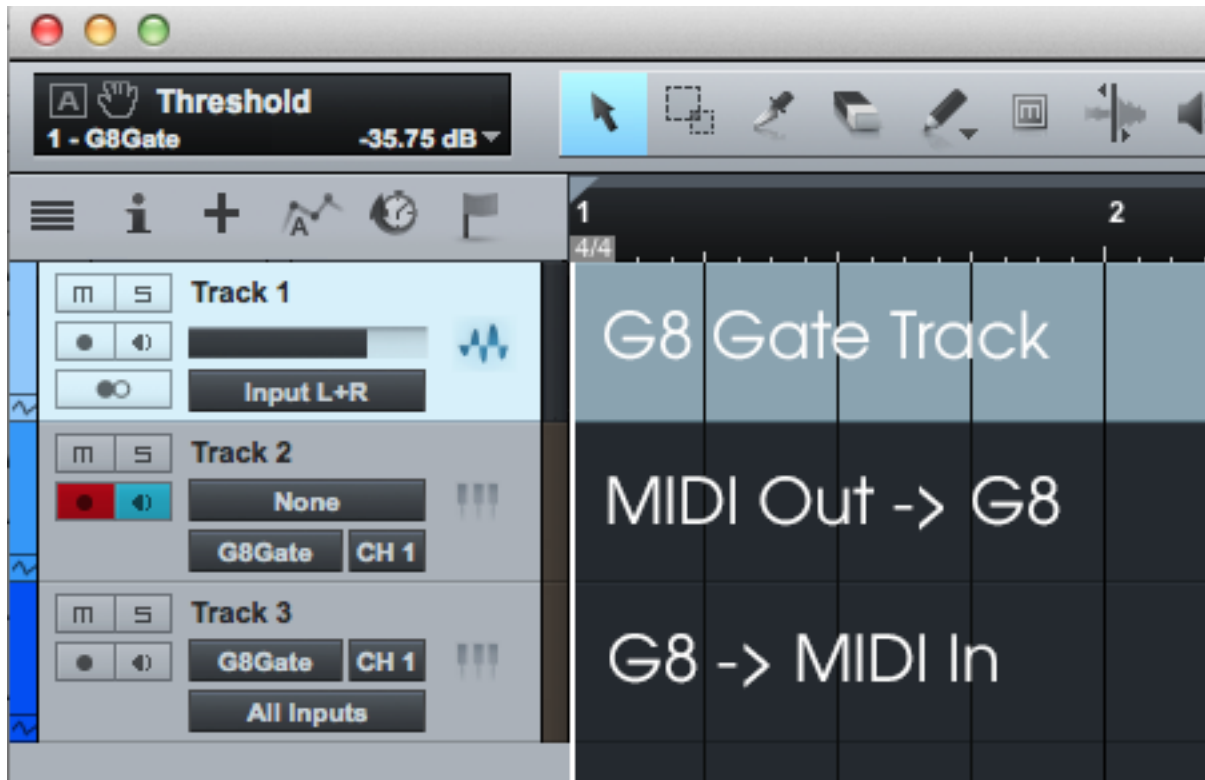 A Threshold
1 - G8Gate -35.75 dB
m
i + A
1 2
4/4
m s Track 1
Input L+R
G8 Gate Track
m s Track 2
None
G8Gate CH 1
MIDI Out -> G8
m s Track 3
G8Gate CH 1
All Inputs
G8 -> MIDI In